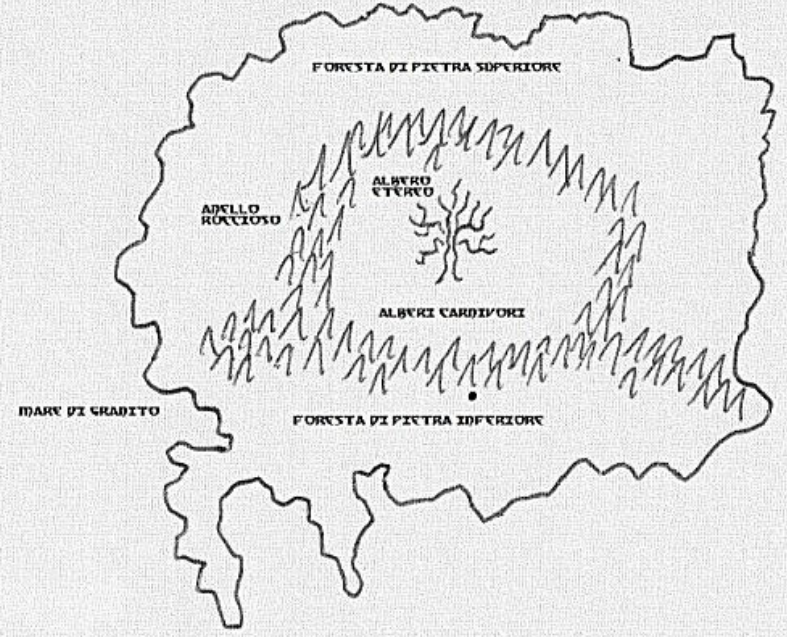 FORESTA DI PIETRA SUPERIORE
ALBERO
ETEREO
ANELLO
ROCCIOSO
ALBERI CARNIVORI
MARE DI GRANITO
FORESTA DI PIETRA INFERIORE